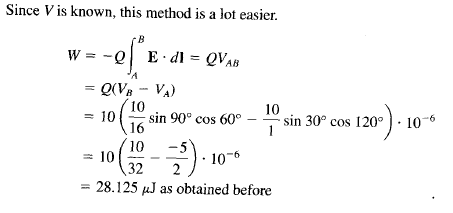 Since V is known, this method is a lot easier.
W = −Q ∫_A^B E · dl = QV_AB
= Q(V_B − V_A)
= 10 (10/16 sin 90° cos 60° − 10/1 sin 30° cos 120°) · 10⁻⁶
= 10 (10/32 − −5/2) · 10⁻⁶
= 28.125 μJ as obtained before